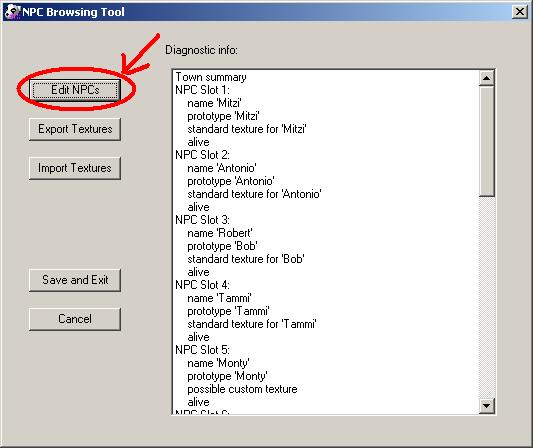 NPC Browsing Tool
Diagnostic info:
Edit NPCs
Export Textures
Import Textures
Save and Exit
Cancel
Town summary
NPC Slot 1:
name 'Mitzi'
prototype 'Mitzi'
standard texture for 'Mitzi'
alive
NPC Slot 2:
name 'Antonio'
prototype 'Antonio'
standard texture for 'Antonio'
alive
NPC Slot 3:
name 'Robert'
prototype 'Bob'
standard texture for 'Bob'
alive
NPC Slot 4:
name 'Tammi'
prototype 'Tammi'
standard texture for 'Tammi'
alive
NPC Slot 5:
name 'Monty'
prototype 'Monty'
possible custom texture
alive
NPC Slot 6: